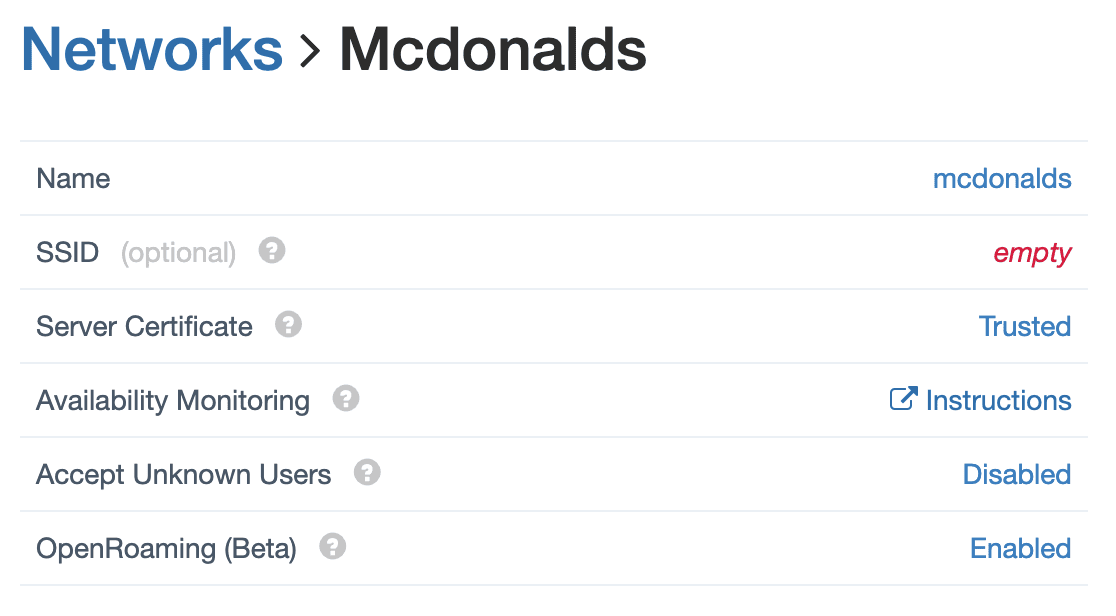 Networks > Mcdonalds
Name mcdonalds
SSID (optional) ? empty
Server Certificate ? Trusted
Availability Monitoring ? Instructions
Accept Unknown Users ? Disabled
OpenRoaming (Beta) ? Enabled